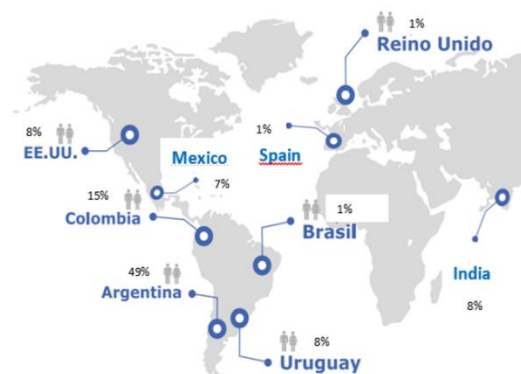 1%
Reino Unido
8%
EE.UU.
1%
Spain
Mexico
7%
15%
Colombia
1%
Brasil
49%
Argentina
India
8%
8%
Uruguay